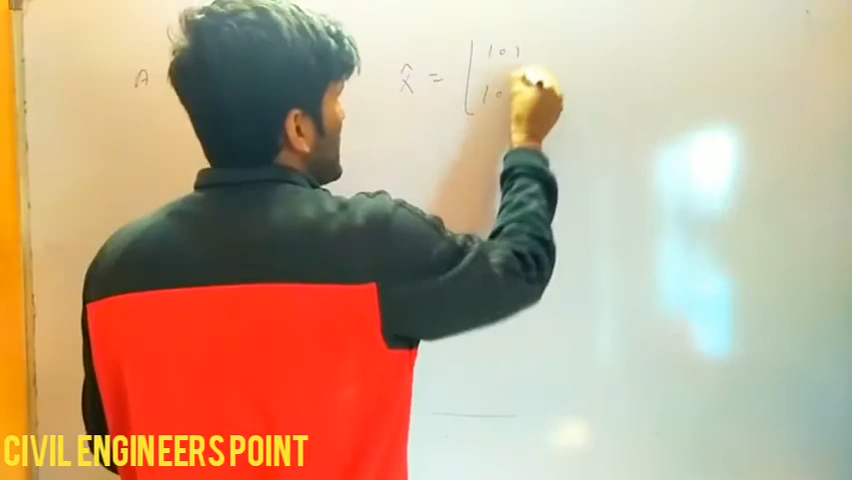 A
x̂ = [ 101
10
CIVIL ENGINEERS POINT